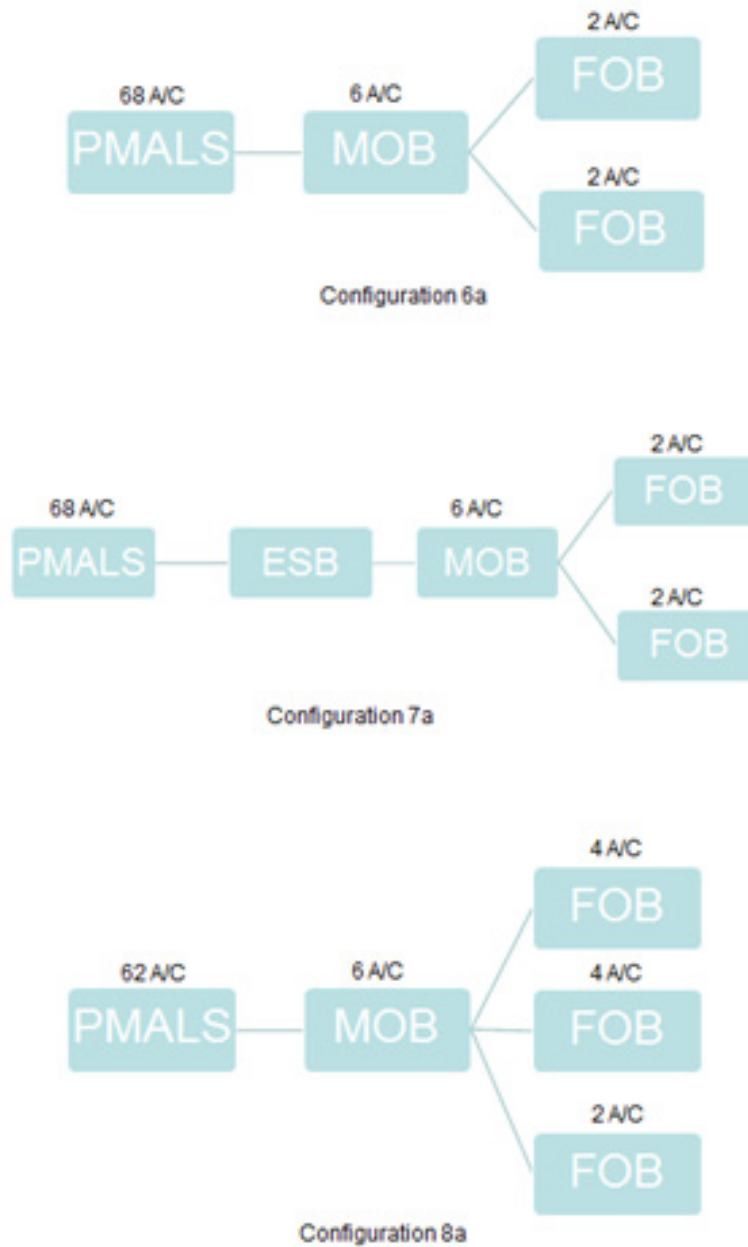 2 A/C
FOB
68 A/C
6 A/C
PMALS
MOB
2 A/C
FOB
Configuration 6a
2 A/C
FOB
68 A/C
6 A/C
PMALS
ESB
MOB
2 A/C
FOB
Configuration 7a
4 A/C
FOB
62 A/C
6 A/C
4 A/C
PMALS
MOB
FOB
2 A/C
FOB
Configuration 8a